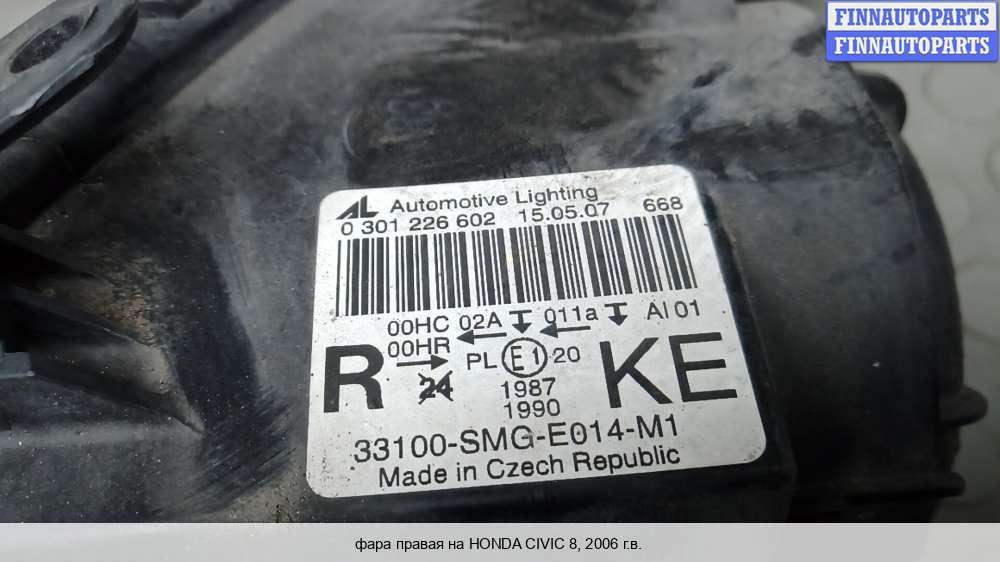 FINNAUTOPARTS
FINNAUTOPARTS
AL Automotive Lighting
0 301 226 602 15.05.07 668
00HC 02A 011a AI 01
00HR
R PL E1 20 KE
24
1987
1990
33100-SMG-E014-M1
Made in Czech Republic
фара правая на HONDA CIVIC 8, 2006 г.в.